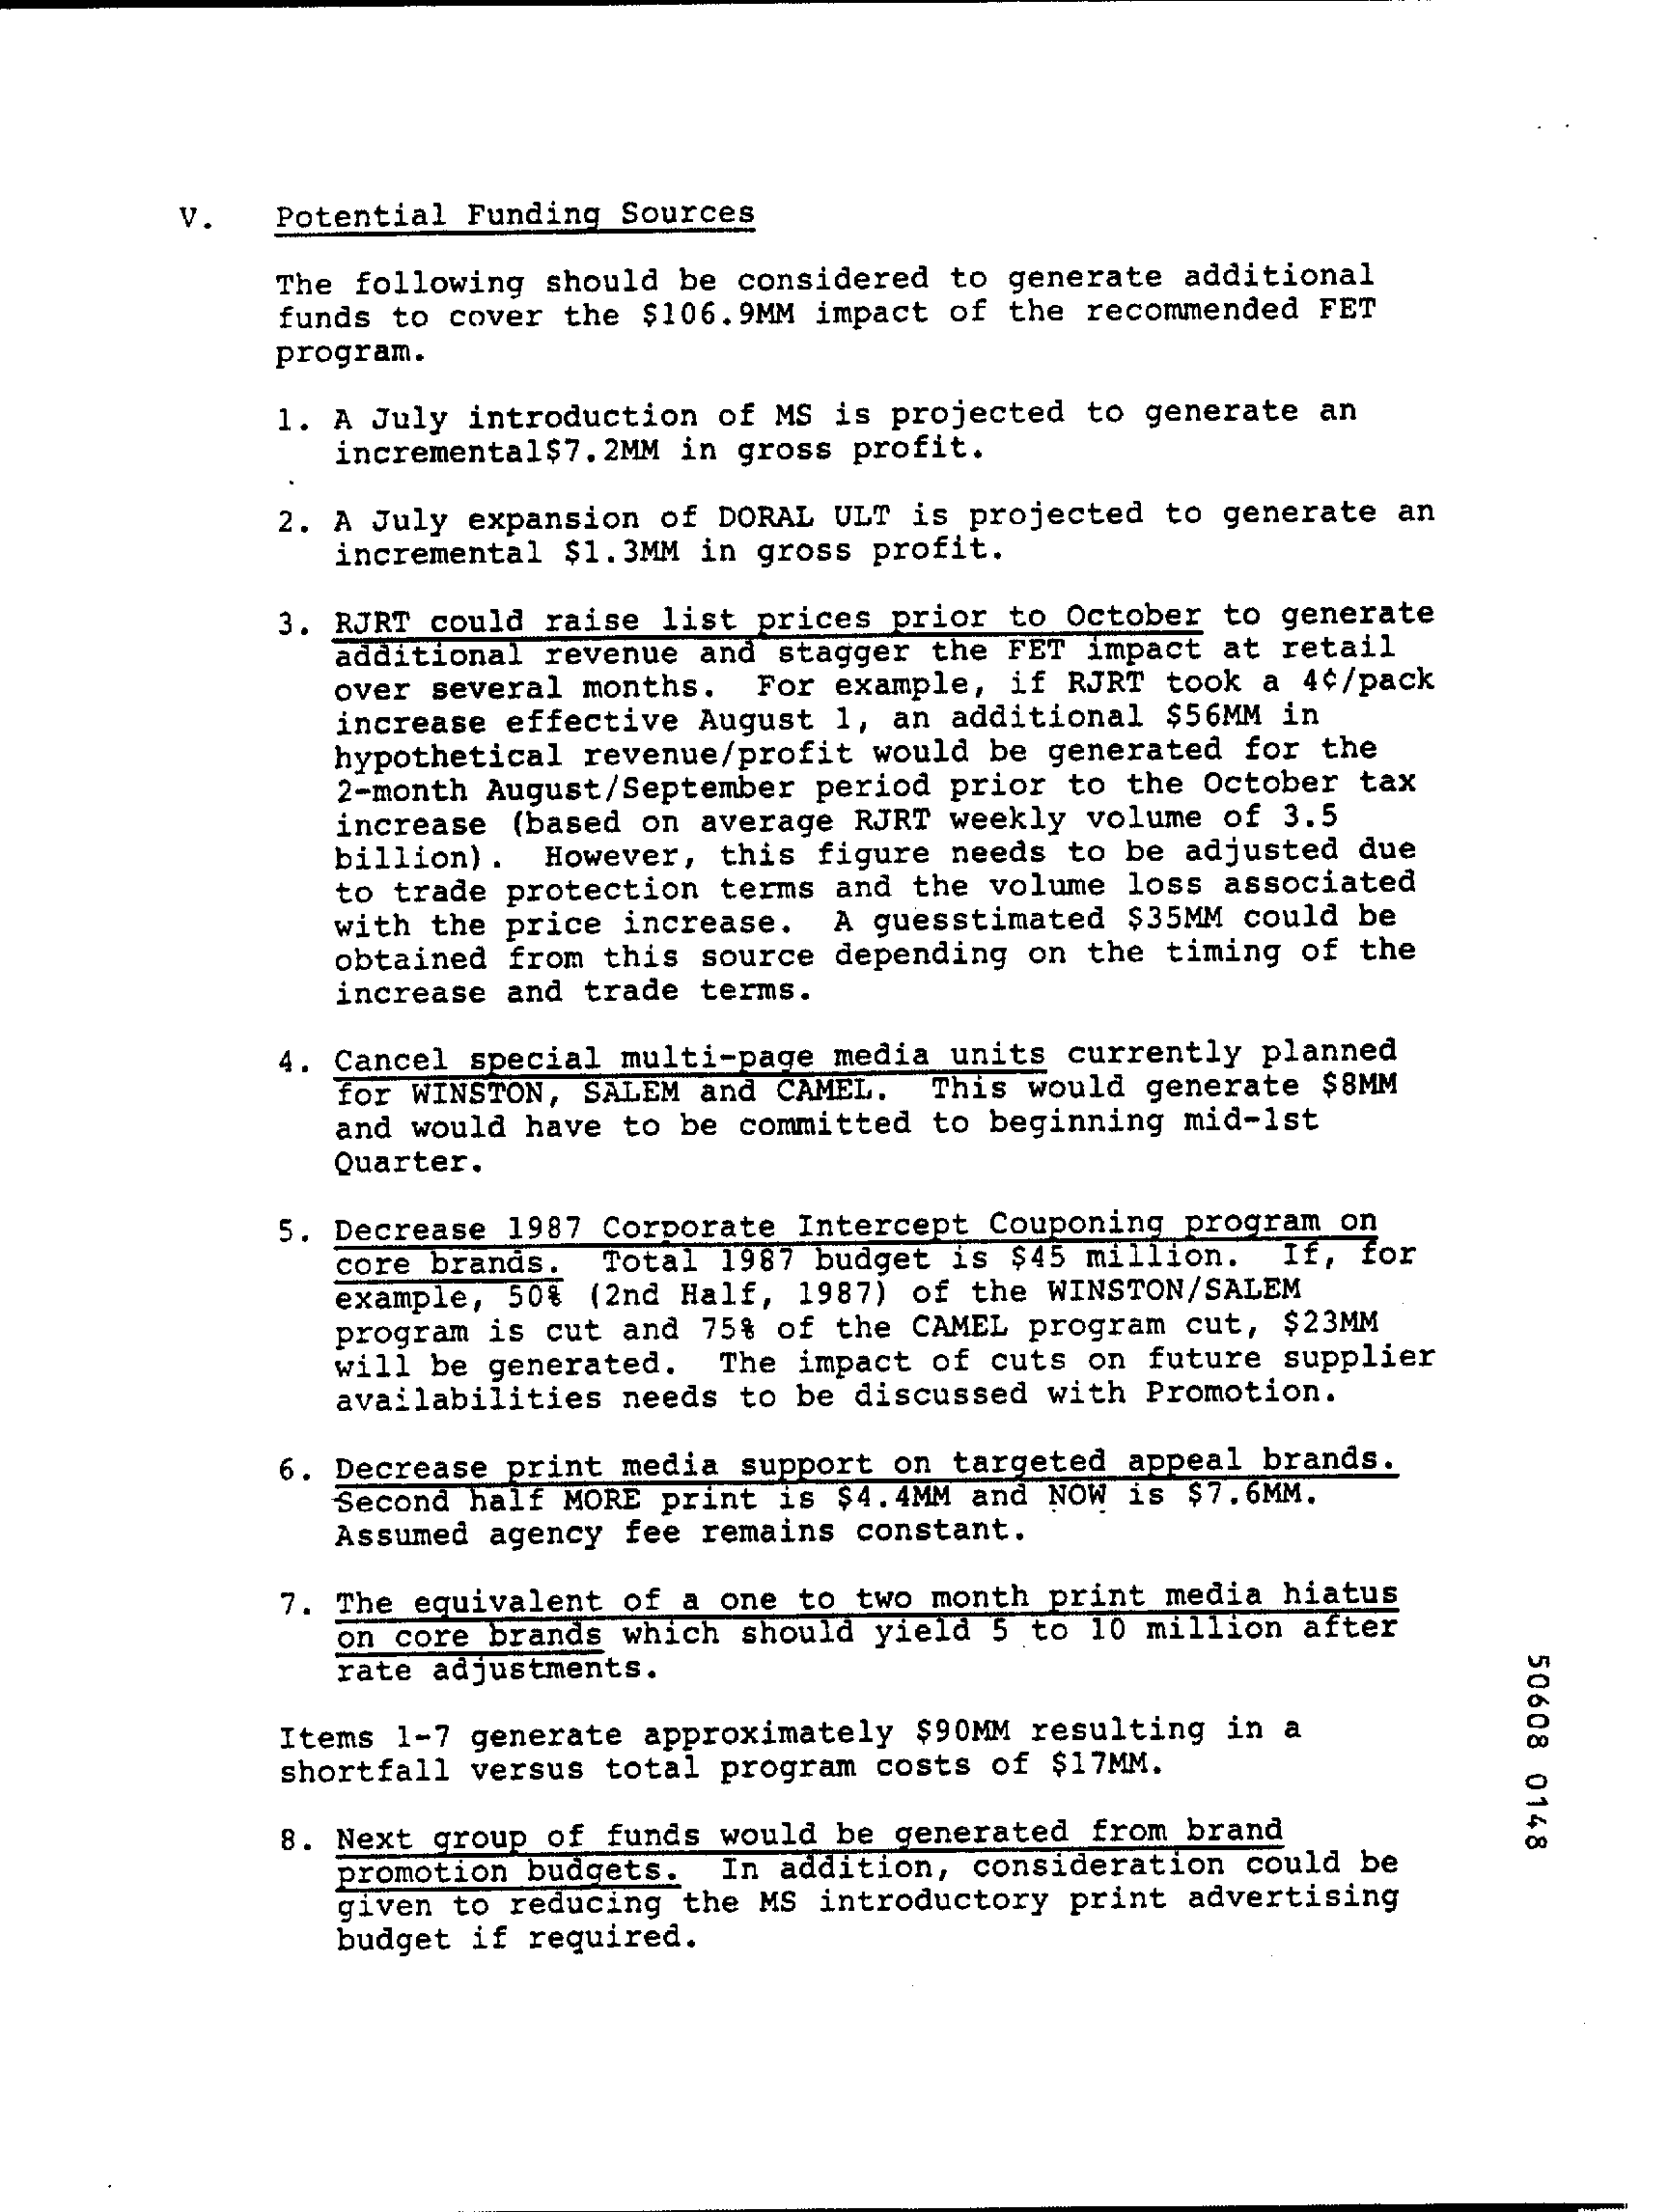 V. Potential Funding Sources
The following should be considered to generate additional
funds to cover the $106.9MM impact of the recommended FET
program.
1. A July introduction of MS is projected to generate an
incremental$7.2MM in gross profit.
2. A July expansion of DORAL ULT is projected to generate an
incremental $1.3MM in gross profit.
3. RJRT could raise list prices prior to October to generate
additional revenue and stagger the FET impact at retail
over several months. For example, if RJRT took a 4¢/pack
increase effective August 1, an additional $56MM in
hypothetical revenue/profit would be generated for the
2-month August/September period prior to the October tax
increase (based on average RJRT weekly volume of 3.5
billion). However, this figure needs to be adjusted due
to trade protection terms and the volume loss associated
with the price increase. A guesstimated $35MM could be
obtained from this source depending on the timing of the
increase and trade terms.
4. Cancel special multi-page media units currently planned
for WINSTON, SALEM and CAMEL. This would generate $8MM
and would have to be committed to beginning mid-1st
Quarter.
5. Decrease 1987 Corporate Intercept Couponing program on
core brands. Total 1987 budget is $45 million. If, for
example, 50% (2nd Half, 1987) of the WINSTON/SALEM
program is cut and 75% of the CAMEL program cut, $23MM
will be generated. The impact of cuts on future supplier
availabilities needs to be discussed with Promotion.
6. Decrease print media support on targeted appeal brands.
Second half MORE print is $4.4MM and NOW is $7.6MM.
Assumed agency fee remains constant.
7. The equivalent of a one to two month print media hiatus
on core brands which should yield 5 to 10 million after
rate adjustments.
Items 1-7 generate approximately $90MM resulting in a
shortfall versus total program costs of $17MM.
8. Next group of funds would be generated from brand
promotion budgets. In addition, consideration could be
given to reducing the MS introductory print advertising
budget if required.
50608 0148